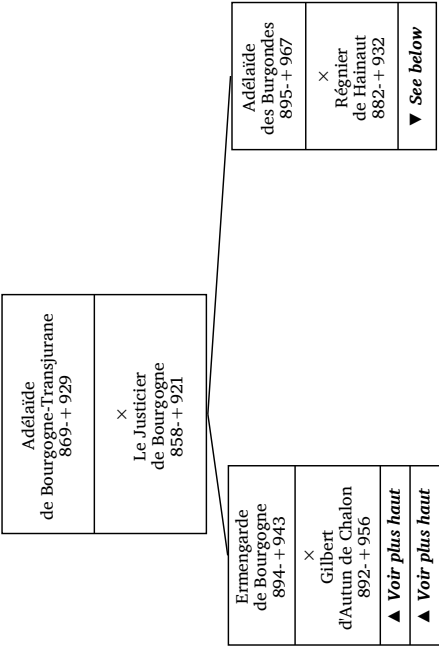 Adélaïde
de Bourgogne-Transjurane
869-+929
×
Le Justicier
de Bourgogne
858-+921
Ermengarde
de Bourgogne
894-+943
×
Gilbert
d'Autun de Chalon
892-+956
▲ Voir plus haut
▲ Voir plus haut
Adélaïde
des Burgondes
895-+967
×
Régnier
de Hainaut
882-+932
▼ See below